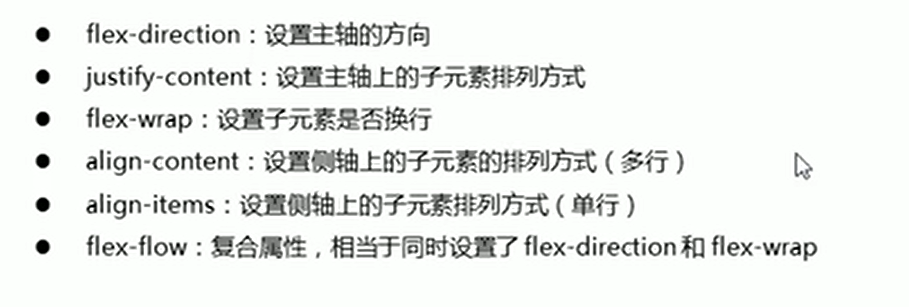 ● flex-direction：设置主轴的方向
● justify-content：设置主轴上的子元素排列方式
● flex-wrap：设置子元素是否换行
● align-content：设置侧轴上的子元素的排列方式（多行）
● align-items：设置侧轴上的子元素排列方式（单行）
● flex-flow：复合属性，相当于同时设置了 flex-direction 和 flex-wrap